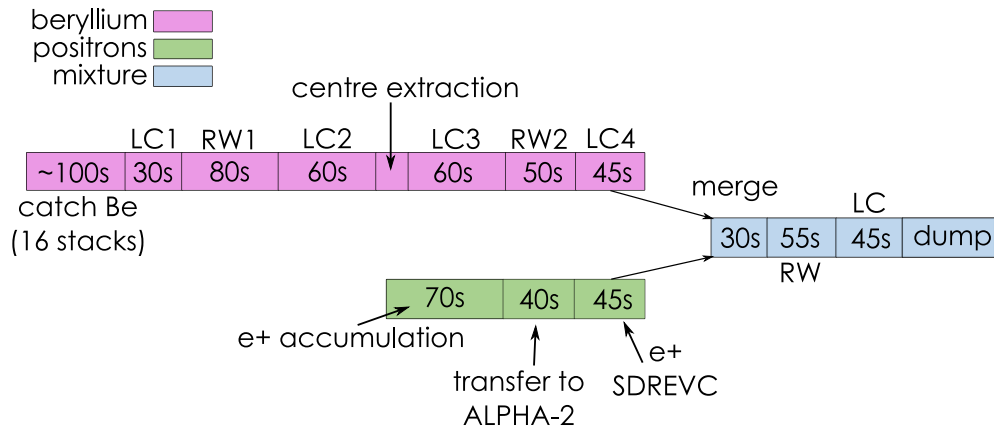 beryllium
positrons
mixture
centre extraction
LC1 RW1 LC2 LC3 RW2 LC4
~100s 30s 80s 60s 60s 50s 45s
catch Be
(16 stacks)
merge
LC
30s 55s 45s dump
RW
70s 40s 45s
e+ accumulation
e+
SDREVC
transfer to
ALPHA-2